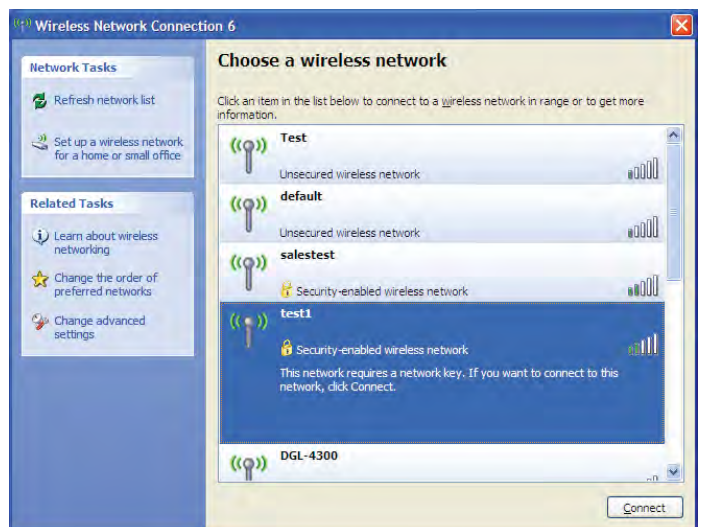 Wireless Network Connection 6
Network Tasks
Refresh network list
Set up a wireless network
for a home or small office
Related Tasks
Learn about wireless
networking
Change the order of
preferred networks
Change advanced
settings
Choose a wireless network
Click an item in the list below to connect to a wireless network in range or to get more
information.
Test
Unsecured wireless network
default
Unsecured wireless network
salestest
Security-enabled wireless network
test1
Security-enabled wireless network
This network requires a network key. If you want to connect to this
network, click Connect.
DGL-4300
Connect